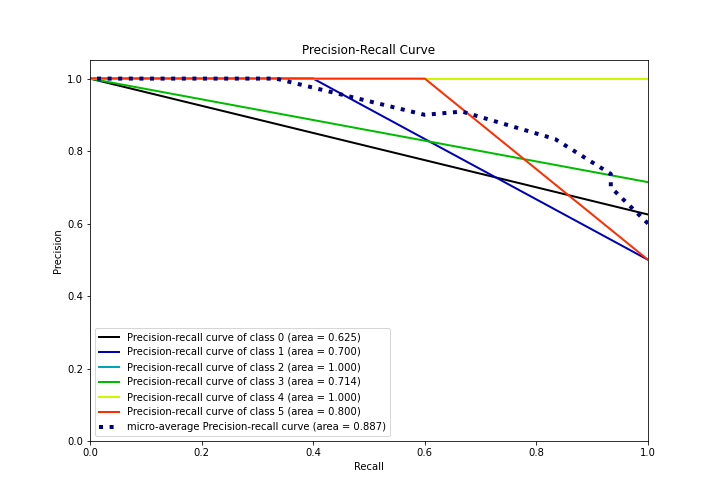 Precision-Recall Curve
1.0
0.8
0.6
0.4
0.2
0.0
Precision
Precision-recall curve of class 0 (area = 0.625)
Precision-recall curve of class 1 (area = 0.700)
Precision-recall curve of class 2 (area = 1.000)
Precision-recall curve of class 3 (area = 0.714)
Precision-recall curve of class 4 (area = 1.000)
Precision-recall curve of class 5 (area = 0.800)
micro-average Precision-recall curve (area = 0.887)
0.0 0.2 0.4 0.6 0.8 1.0
Recall